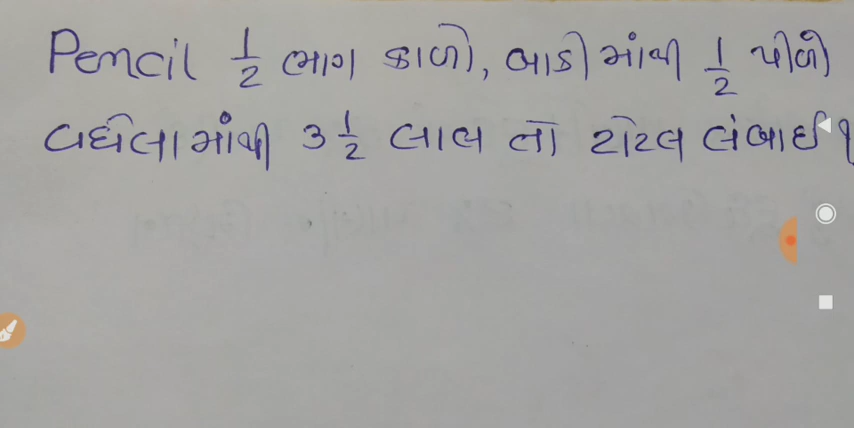 Pencil 1/2 ભાગ કાળો, બાકીમાંથી 1/2 પીળો
વધેલામાંથી 3 1/2 લાલ તો ટોટલ લંબાઈ ?